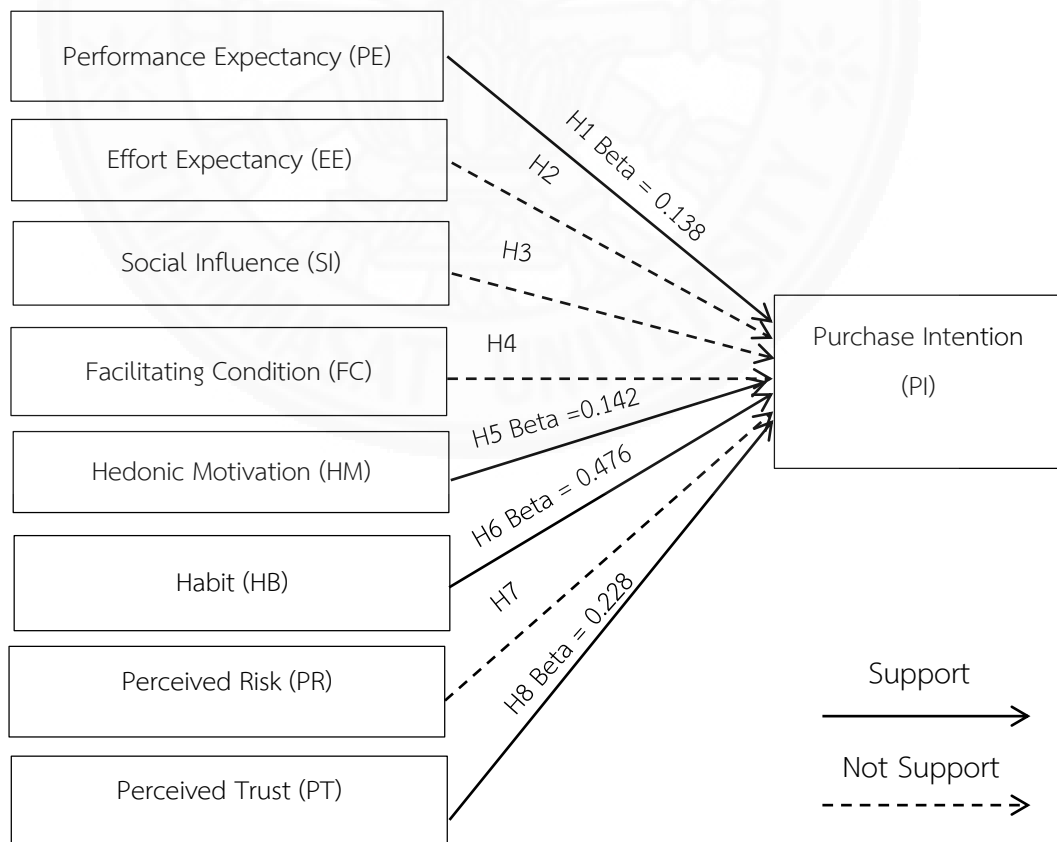 Performance Expectancy (PE)
H1 Beta = 0.138
Effort Expectancy (EE)
H2
Social Influence (SI)
H3
Facilitating Condition (FC)
H4
Hedonic Motivation (HM)
H5 Beta =0.142
Habit (HB)
H6 Beta = 0.476
Perceived Risk (PR)
H7
Perceived Trust (PT)
H8 Beta = 0.228
Purchase Intention
(PI)
Support
Not Support